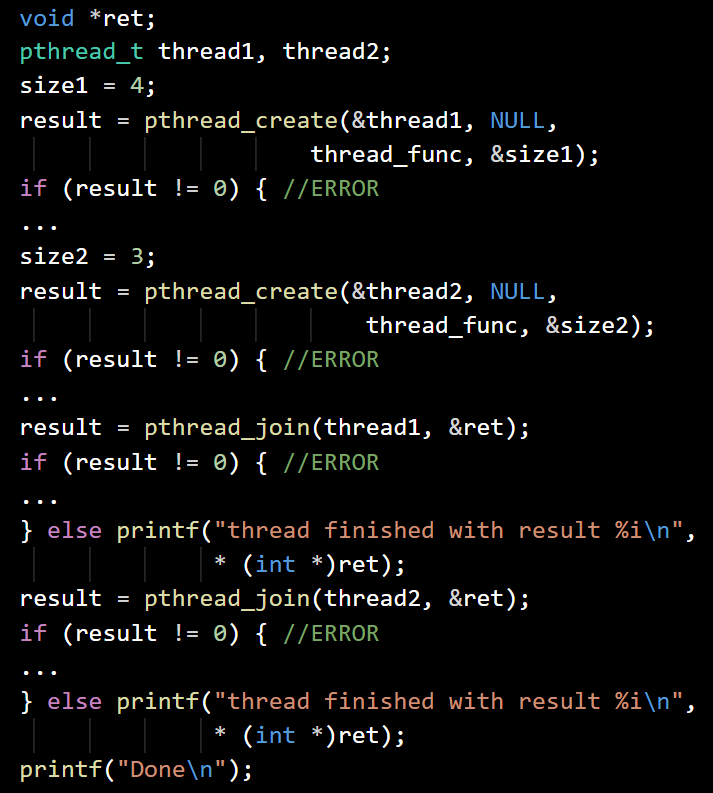 void *ret;
pthread_t thread1, thread2;
size1 = 4;
result = pthread_create(&thread1, NULL,
thread_func, &size1);
if (result != 0) { //ERROR
...
size2 = 3;
result = pthread_create(&thread2, NULL,
thread_func, &size2);
if (result != 0) { //ERROR
...
result = pthread_join(thread1, &ret);
if (result != 0) { //ERROR
...
} else printf("thread finished with result %i\n",
* (int *)ret);
result = pthread_join(thread2, &ret);
if (result != 0) { //ERROR
...
} else printf("thread finished with result %i\n",
* (int *)ret);
printf("Done\n");